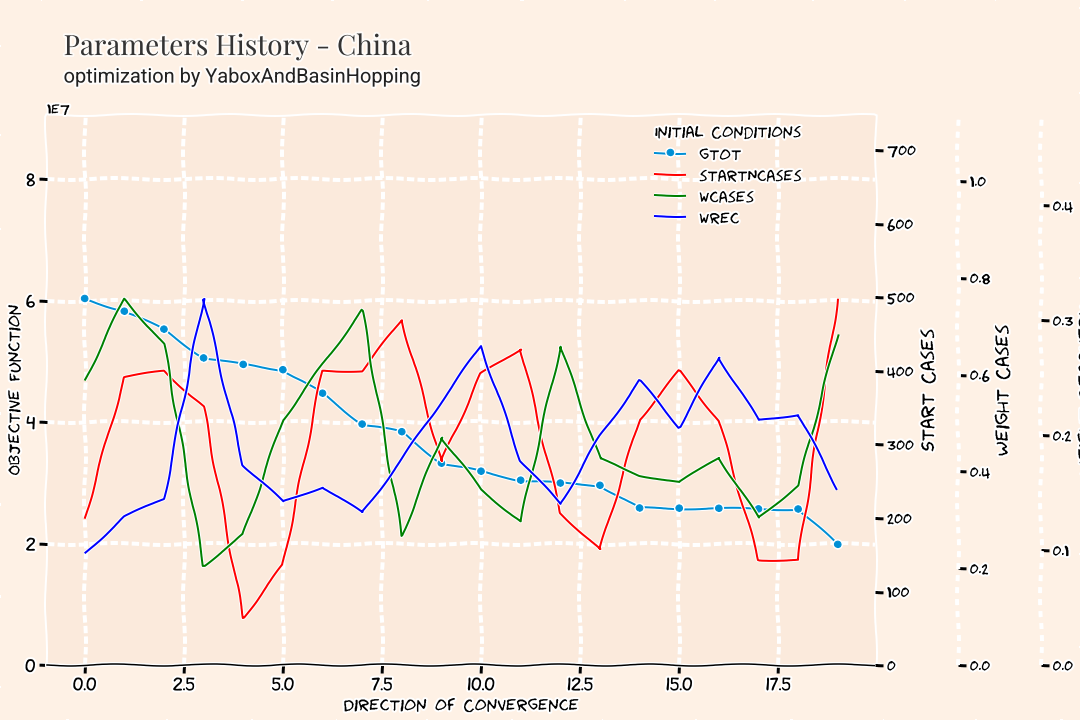 Parameters History - China
optimization by YaboxAndBasinHopping
1E7
INITIAL CONDITIONS
GTOT
STARTNCASES
WCASES
WREC
8
6
4
2
0
OBJECTIVE FUNCTION
0.0 2.5 5.0 7.5 10.0 12.5 15.0 17.5
DIRECTION OF CONVERGENCE
700
600
500
400
300
200
100
0
START CASES
1.0
0.8
0.6
0.4
0.2
0.0
WEIGHT CASES
0.4
0.3
0.2
0.1
0.0